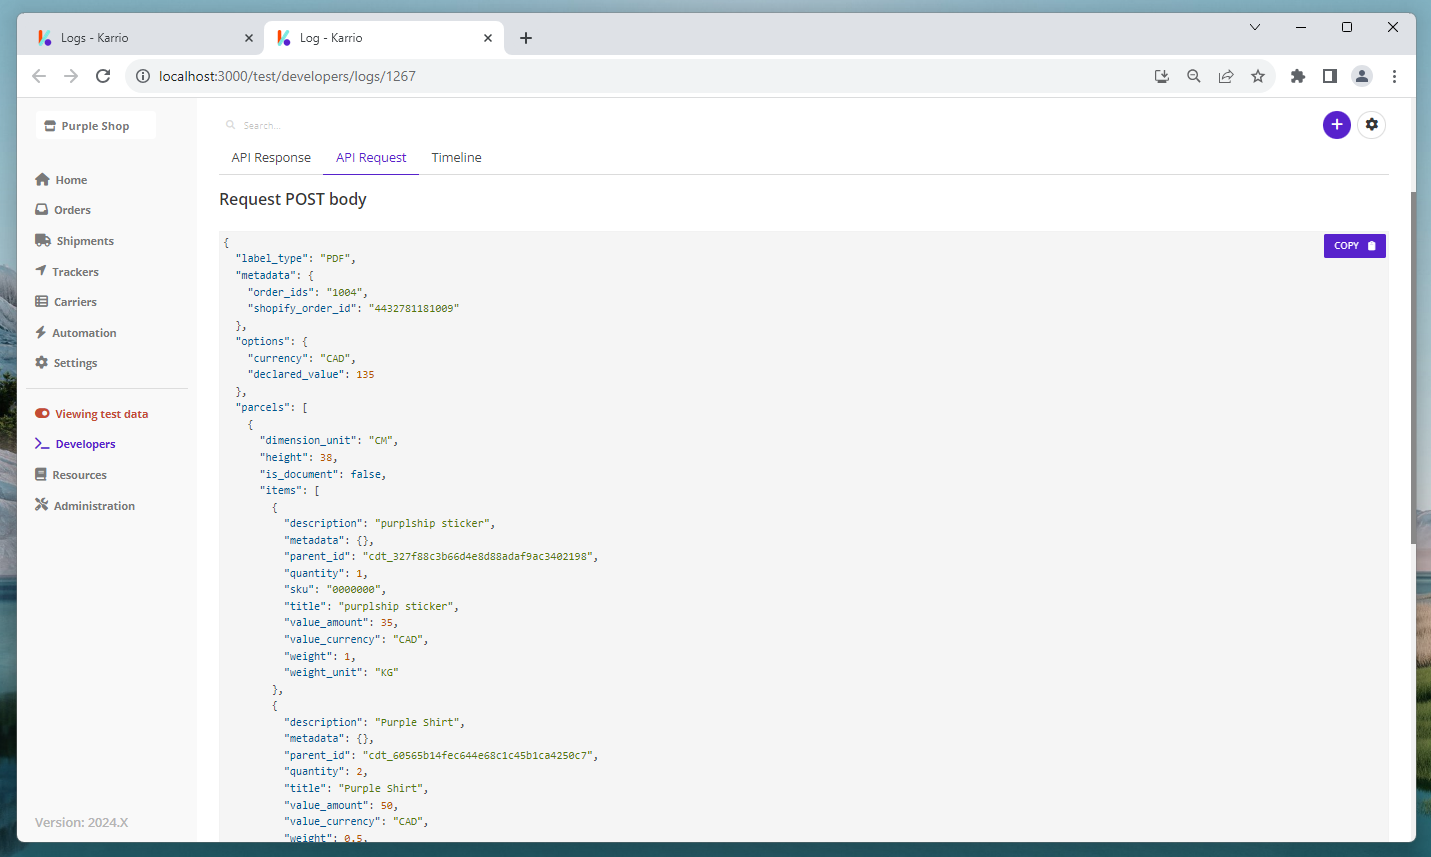 Logs - Karrio
Log - Karrio
localhost:3000/test/developers/logs/1267
Purple Shop
Search...
Home
Orders
Shipments
Trackers
Carriers
Automation
Settings
Viewing test data
Developers
Resources
Administration
Version: 2024.X
API Response API Request Timeline
Request POST body
COPY
{
"label_type": "PDF",
"metadata": {
"order_ids": "1004",
"shopify_order_id": "4432781181009"
},
"options": {
"currency": "CAD",
"declared_value": 135
},
"parcels": [
{
"dimension_unit": "CM",
"height": 38,
"is_document": false,
"items": [
{
"description": "purplship sticker",
"metadata": {},
"parent_id": "cdt_327f88c3b66d4e8d88adaf9ac3402198",
"quantity": 1,
"sku": "0000000",
"title": "purplship sticker",
"value_amount": 35,
"value_currency": "CAD",
"weight": 1,
"weight_unit": "KG"
},
{
"description": "Purple Shirt",
"metadata": {},
"parent_id": "cdt_60565b14fec644e68c1c45b1ca4250c7",
"quantity": 2,
"title": "Purple Shirt",
"value_amount": 50,
"value_currency": "CAD",
"weight": 0.5,